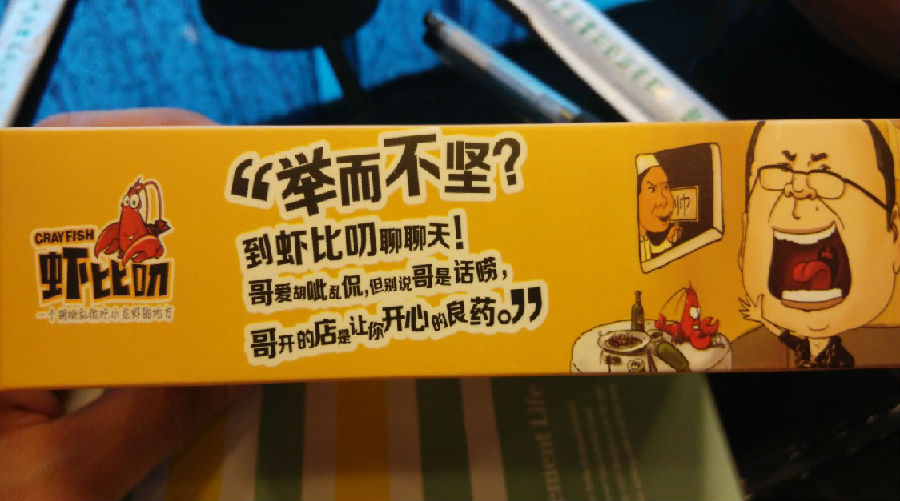 “举而不坚?
到虾比叨聊聊天!
哥爱胡呲乱侃,但别说哥是话唠,
哥开的店是让你开心的良药。”
CRAYFISH
虾比叨
ement Life